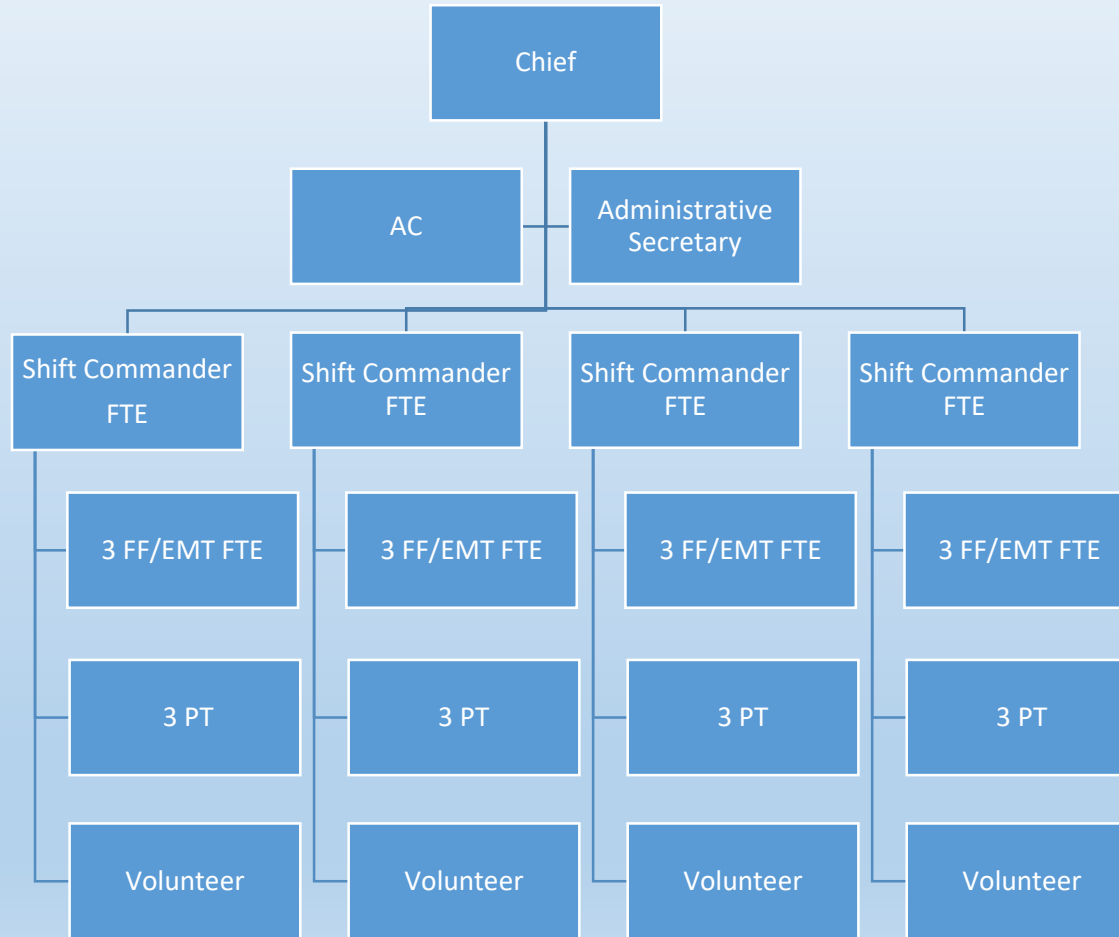 Chief
AC
Administrative
Secretary
Shift Commander
FTE
Shift Commander
FTE
Shift Commander
FTE
Shift Commander
FTE
3 FF/EMT FTE
3 FF/EMT FTE
3 FF/EMT FTE
3 FF/EMT FTE
3 PT
3 PT
3 PT
3 PT
Volunteer
Volunteer
Volunteer
Volunteer